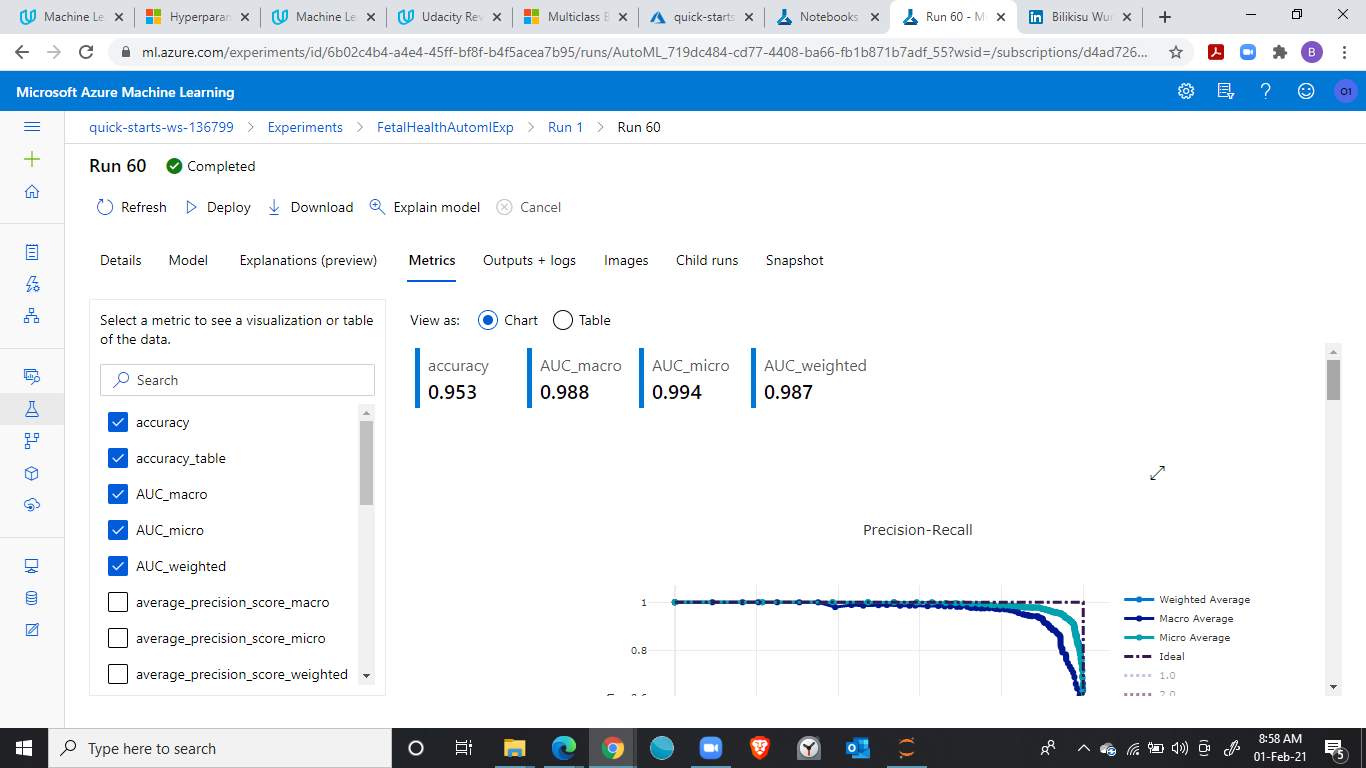 Machine Le
Hyperparan
Machine Le
Udacity Rev
Multiclass B
quick-starts
Notebooks
Run 60 - M
Bilikisu Wur
ml.azure.com/experiments/id/6b02c4b4-a4e4-45ff-bf8f-b4f5acea7b95/runs/AutoML_719dc484-cd77-4408-ba66-fb1b871b7adf_55?wsid=/subscriptions/d4ad726...
B
Microsoft Azure Machine Learning
O1
quick-starts-ws-136799 > Experiments > FetalHealthAutomlExp > Run 1 > Run 60
Run 60 Completed
Refresh Deploy Download Explain model Cancel
Details Model Explanations (preview) Metrics Outputs + logs Images Child runs Snapshot
Select a metric to see a visualization or table
of the data.
Search
accuracy
accuracy_table
AUC_macro
AUC_micro
AUC_weighted
average_precision_score_macro
average_precision_score_micro
average_precision_score_weighted
View as: Chart Table
accuracy AUC_macro AUC_micro AUC_weighted
0.953 0.988 0.994 0.987
Precision-Recall
1
0.8
Weighted Average
Macro Average
Micro Average
Ideal
1.0
2.0
Type here to search
8:58 AM
01-Feb-21
5